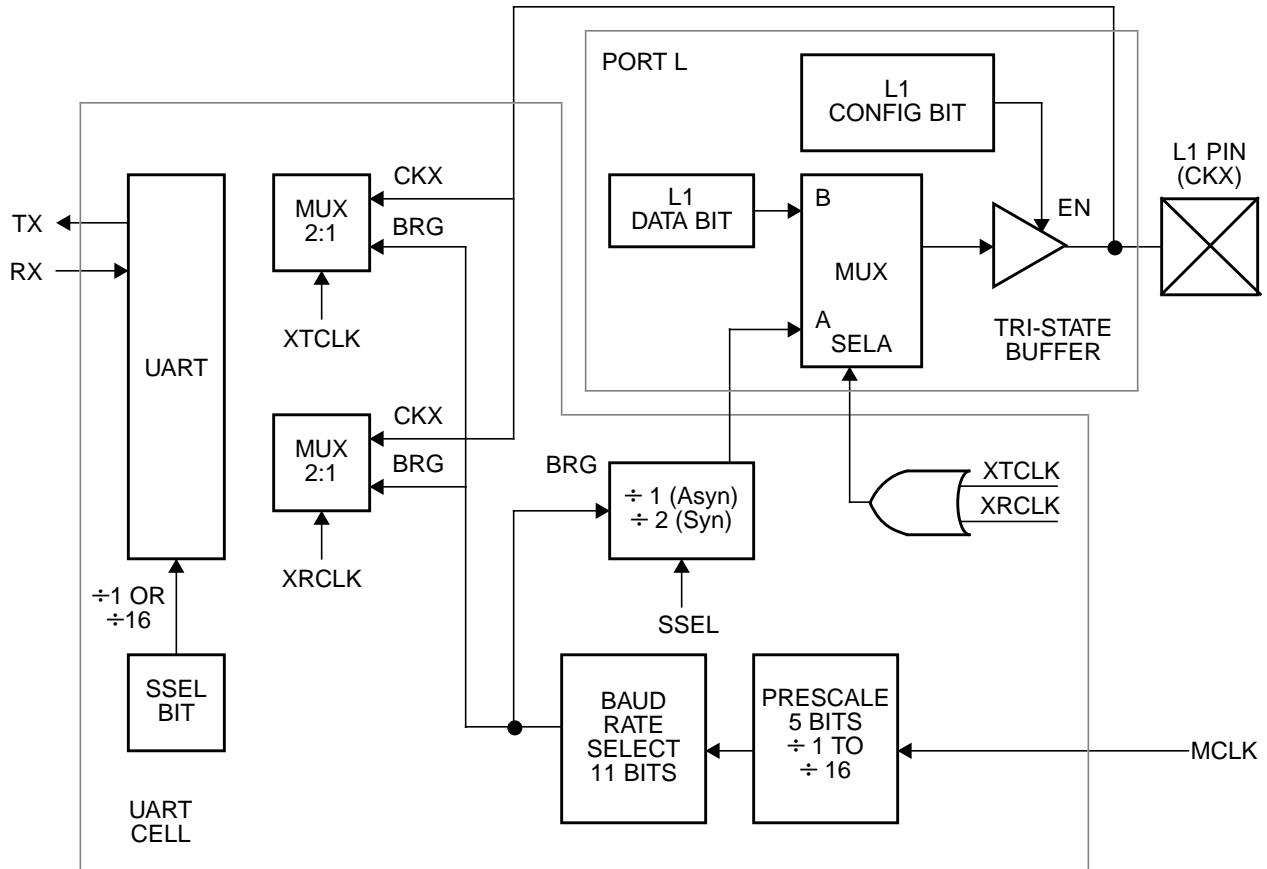 PORT L
L1
CONFIG BIT
L1 PIN
(CKX)
L1
DATA BIT
B
MUX
A
SELA
EN
TRI-STATE
BUFFER
TX
RX
UART
MUX
2:1
CKX
BRG
XTCLK
MUX
2:1
CKX
BRG
XRCLK
BRG
÷ 1 (Asyn)
÷ 2 (Syn)
SSEL
XTCLK
XRCLK
÷1 OR
÷16
SSEL
BIT
BAUD
RATE
SELECT
11 BITS
PRESCALE
5 BITS
÷ 1 TO
÷ 16
MCLK
UART
CELL